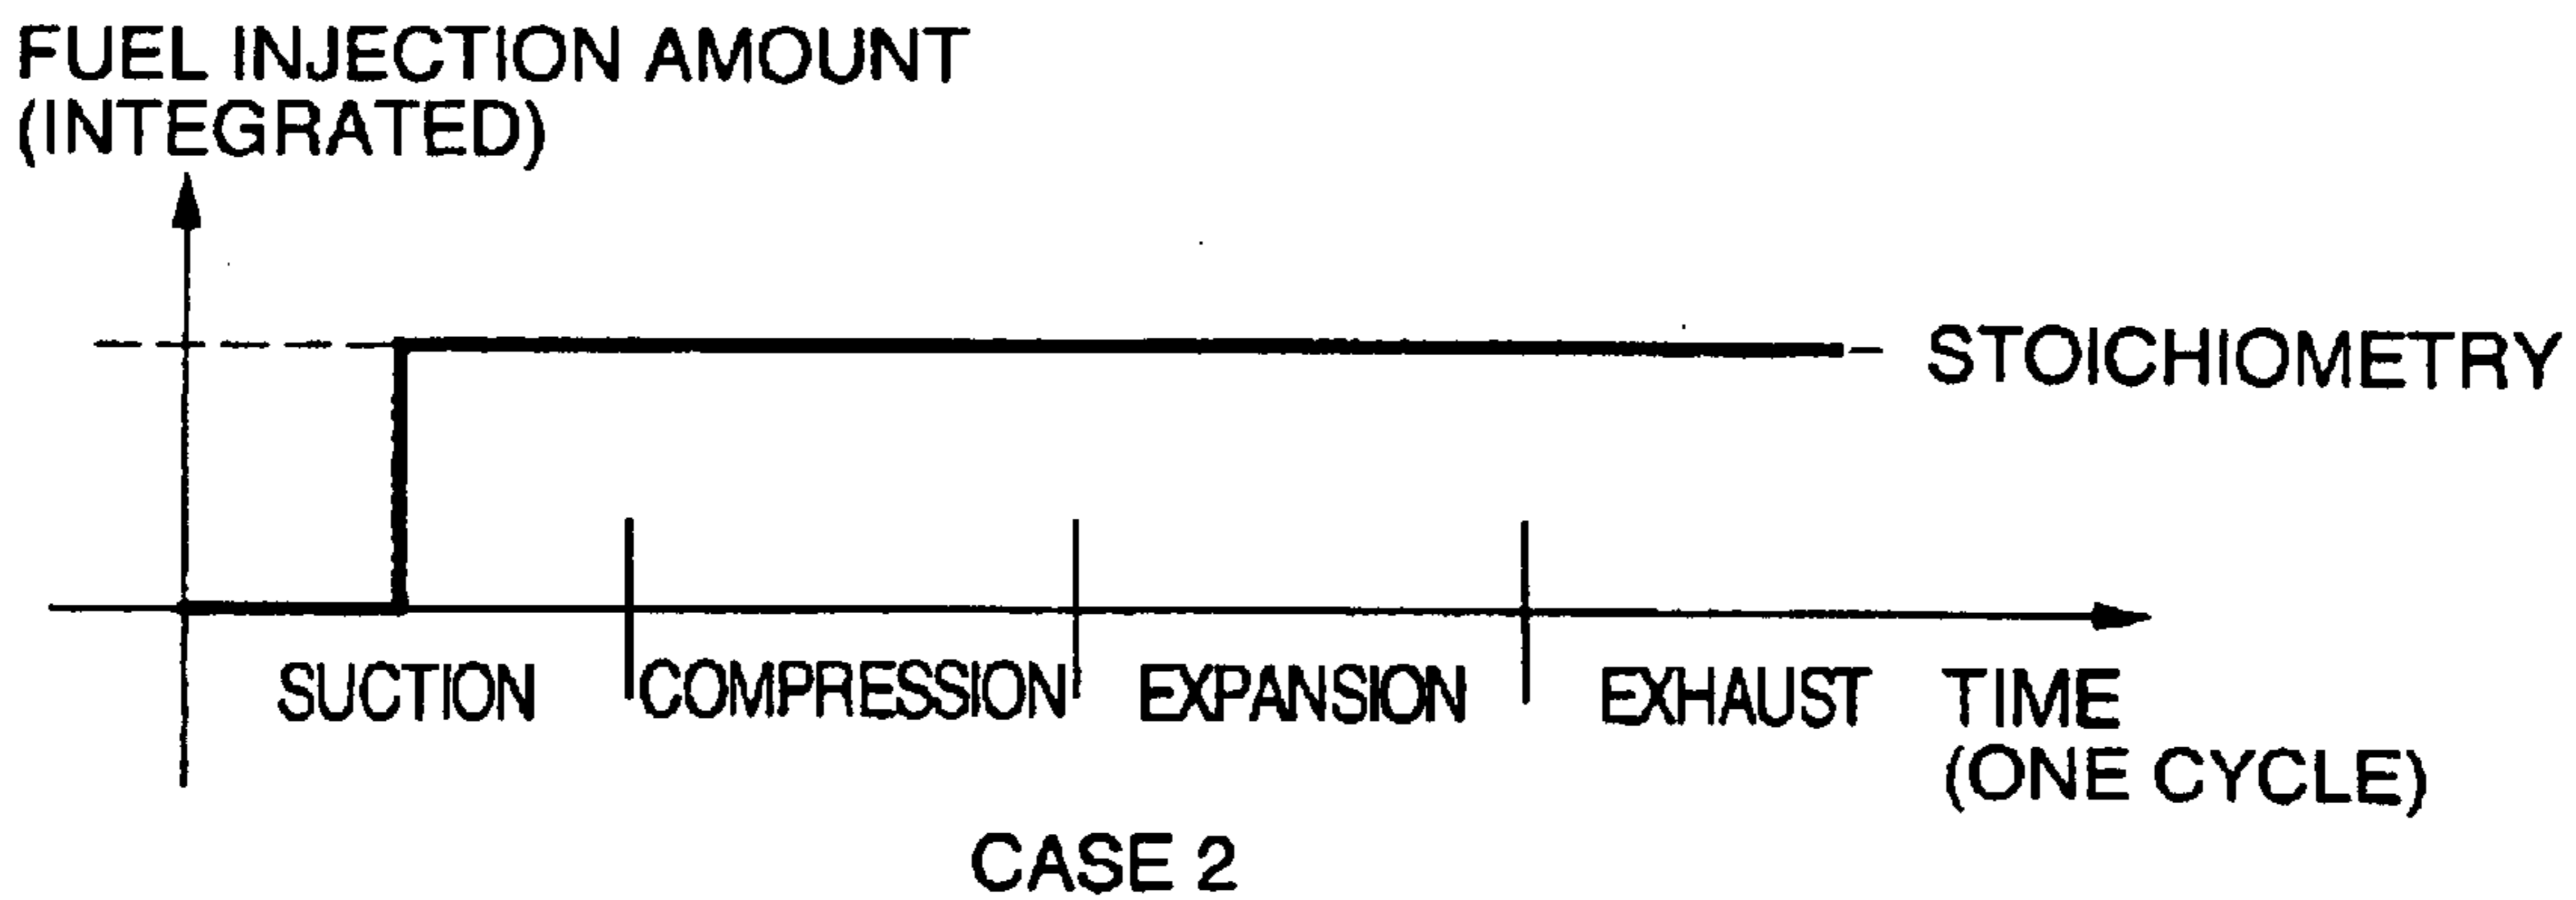 FUEL INJECTION AMOUNT
(INTEGRATED)
STOICHIOMETRY
SUCTION COMPRESSION EXPANSION EXHAUST TIME
(ONE CYCLE)
CASE 2